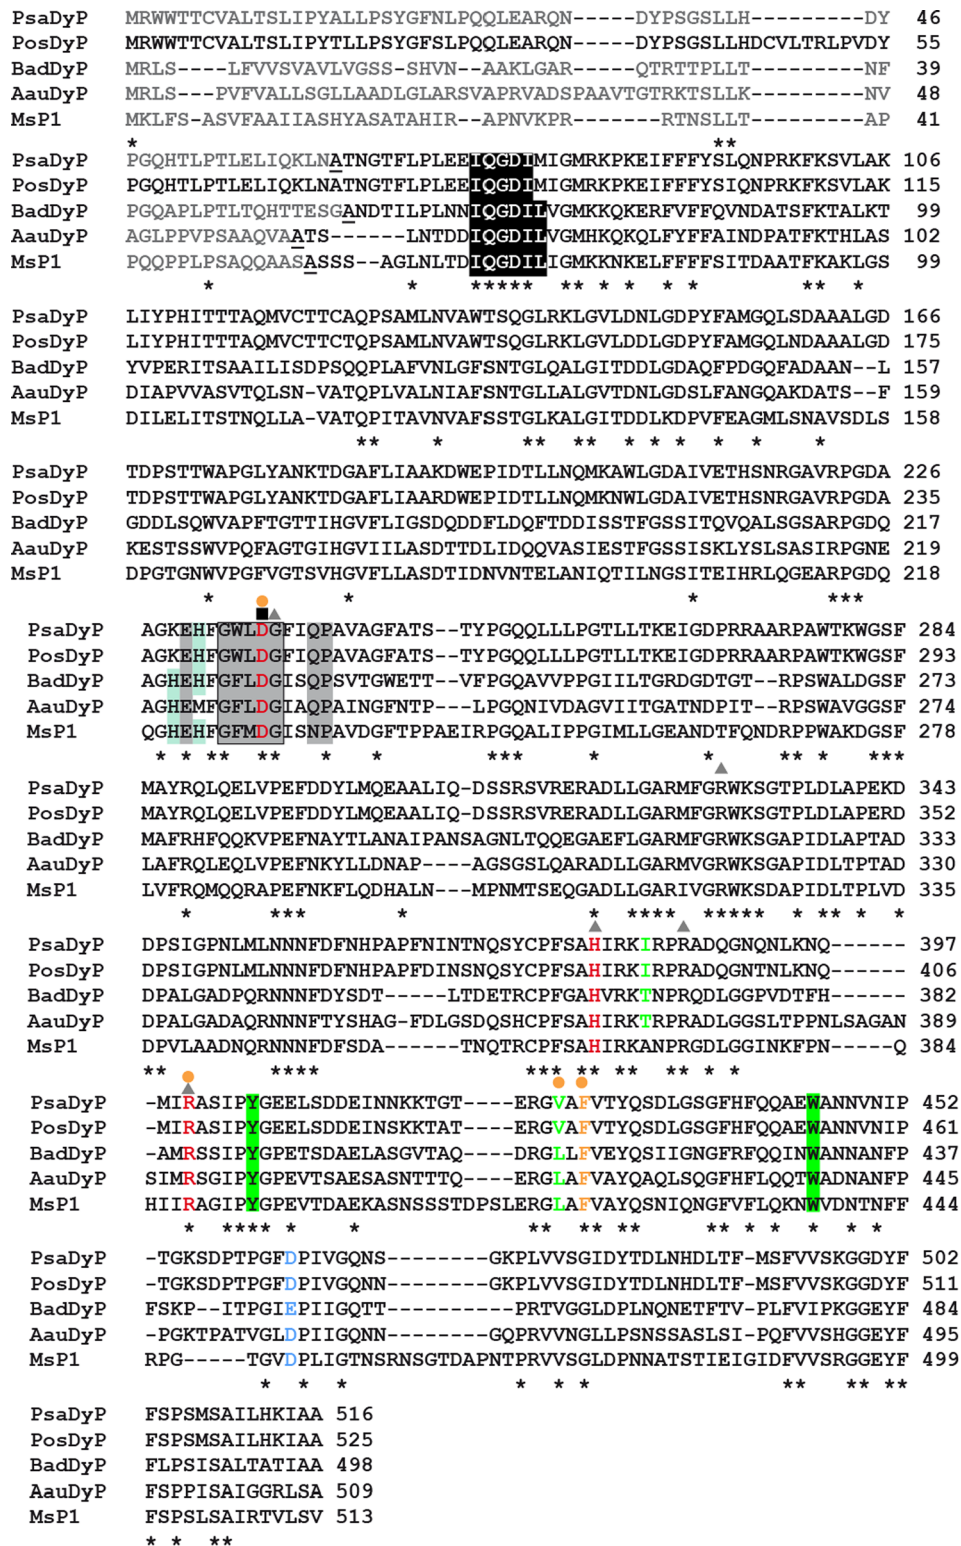 PsaDyP MRWWTTCVALTSLIPYALLPSYGFNLPQQLEARQN-----DYPSGSLLH---------DY 46
PosDyP MRWWTTCVALTSLIPYTLLPSYGFSLPQQLEARQN-----DYPSGSLLHDCVLTRLPVDY 55
BadDyP MRLS----LFVVSVAVLVGSS-SHVN--AAKLGAR-----QTRTTPLLT---------NF 39
AauDyP MRLS---PVFVALLSGLLAADLGLARSVAPRVADSPAAVTGTRKTSLLK---------NV 48
MsP1 MKLFS-ASVFAAIIASHYASATAHIR--APNVKPR-----RTNSLLT---------AP 41
* **
PsaDyP PGQHTLPTLELIQKLNATNGTFLPLEEIQGDIMIGMRKPKEIFFFYSLQNPRKFKSVLAK 106
PosDyP PGQHTLPTLELIQKLNATNGTFLPLEEIQGDIMIGMRKPKEIFFFYSIQNPRKFKSVLAK 115
BadDyP PGQAPLPTLTQHTTESGANDTILPLNNIQGDILVGMKKQKERFVFFQVNDATSFKTALKT 99
AauDyP AGLPPVPSAAQVAATS------LNTDDIQGDILVGMHKQKQLFYFFAINDPATFKTHLAS 102
MsP1 PQQPPLPSAQQAASASSS--AGLNLTDIQGDILIGMKKNKELFFFFSITDAATFKAKLGS 99
* * ***** ** * * * * ** *
PsaDyP LIYPHITTTAQMVCTTCAQPSAMLNVAWTSQGLRKLGVLDNLGDPYFAMGQLSDAAALGD 166
PosDyP LIYPHITTTAQMVCTTCTQPSAMLNVAWTSQGLRKLGVLDDLGDPYFAMGQLNDAAALGD 175
BadDyP YVPERITSAAILISDPSQQPLAFVNLGFSNTGLQALGITDDLGDAQFPDGQFADAAN--L 157
AauDyP DIAPVVASVTQLSN-VATQPLVALNIAFSNTGLLALGVTDNLGDSLFANGQAKDATS--F 159
MsP1 DILELITSTNQLLA-VATQPITAVNVAFSSTGLKALGITDDLKDPVFEAGMLSNAVSDLS 158
** * ** ** * * * * * *
PsaDyP TDPSTTWAPGLYANKTDGAFLIAAKDWEPIDTLLNQMKAWLGDAIVETHSNRGAVRPGDA 226
PosDyP TDPSTTWAPGLYANKTDGAFLIAARDWEPIDTLLNQMKNWLGDAIVETHSNRGAVRPGDA 235
BadDyP GDDLSQWVAPFTGTTIHGVFLIGSDQDDFLDQFTDDISSTFGSSITQVQALSGSARPGDQ 217
AauDyP KESTSSWVPQFAGTGIHGVIILASDTTDLIDQQVASIESTFGSSISKLYSLSASIRPGNE 219
MsP1 DPGTGNWVPGFVGTSVHGVFLLASDTIDNVNTELANIQTILNGSITEIHRLQGEARPGDQ 218
* * * ***
PsaDyP AGKEHFGWLDGFIQPAVAGFATS--TYPGQQLLLPGTLLTKEIGDPRRAARPAWTKWGSF 284
PosDyP AGKEHFGWLDGFIQPAVAGFATS--TYPGQQLLLPGTLLTKEIGDPRRAARPAWTKWGSF 293
BadDyP AGHEHFGFLDGISQPSVTGWETT--VFPGQAVVPPGIILTGRDGDTGT--RPSWALDGSF 273
AauDyP AGHEMFGFLDGIAQPAINGFNTP--LPGQNIVDAGVIITGATNDPIT--RPSWAVGGSF 274
MsP1 QGHEHFGFMDGISNPAVDGFTPPAEIRPGQALIPPGIMLLGEANDTFQNDRPPWAKDGSF 278
* * ** ** * * *** * * ** * ***
PsaDyP MAYRQLQELVPEFDDYLMQEAALIQ-DSSRSVRERADLLGARMFGRWKSGTPLDLAPEKD 343
PosDyP MAYRQLQELVPEFDDYLMQEAALIQ-DSSRSVRERADLLGARMFGRWKSGTPLDLAPERD 352
BadDyP MAFRHFQQKVPEFNAYTLANAIPANSAGNLTQQEGAEFLGARMFGRWKSGAPIDLAPTAD 333
AauDyP LAFRQLEQLVPEFNKYLLDNAP----AGSGSLQARADLLGARMVGRWKSGAPIDLTPTAD 330
MsP1 LVFRQMQQRAPEFNKFLQDHALN---MPNMTSEQGADLLGARIVGRWKSDAPIDLTPLVD 335
* *** * * **** ***** * ** * *
PsaDyP DPSIGPNLMLNNNFDFNHPAPFNINTNQSYCPFSAHIRKIRPRADQGNQNLKNQ------ 397
PosDyP DPSIGPNLMLNNNFDFNHPAPFDINSNQSYCPFSAHIRKIRPRADQGNTNLKNQ------ 406
BadDyP DPALGADPQRNNNFDYSDT------LTDETRCPFGAHVRKTNPRQDLGGPVDTFH------ 382
AauDyP DPALGADAQRNNNFTYSHAG-FDLGSDQSHCPFSAHIRKTRPRADLGGSLTPPNLSAGAN 389
MsP1 DPVLAADNQRNNNFDFSDA------TNQTRCPFSAHIRKANPRGDLGGINKFPN------Q 384
** **** *** ** * ** * *
PsaDyP -MIRASIPYGEELSDDEINNKKTGT----ERGVAFVTYQSDLGSGFHFQQAEWANNVNIP 452
PosDyP -MIRASIPYGEELSDDEINSKKTAT----ERGVAFVTYQSDLGSGFHFQQAEWANNVNIP 461
BadDyP -AMRSSIPYGPETSDAELASGVTAQ----DRGLLFVEYQSIIGNGFRFQQINWANNANFP 437
AauDyP SIMRSGIPYGPEVTSAESASNTTTQ----ERGLAFVAYQAQLSQGFHFLQQTWADNANFP 445
MsP1 HIIRAGIPYGPEVTDAEKASNSSSTDPSLERGLAFVAYQSNIQNGFVFLQKNWVDNTNFP 444
* **** * * ** ** ** ** * * * * *
PsaDyP -TGKSDPTPGFDPIVGQNS--------GKPLVVSGIDYTDLNHDLTF-MSFVVSKGGDYF 502
PosDyP -TGKSDPTPGFDPIVGQNN--------GKPLVVSGIDYTDLNHDLTF-MSFVVSKGGDYF 511
BadDyP FSKP--ITPGIEPIIGQTT--------PRTVGGLDPLNQNETFTV-PLFVIPKGGEYF 484
AauDyP -PGKTPATVGLDPIIGQNN--------GQPRVVNGLLPSNSSASLSI-PQFVVSHGGEYF 495
MsP1 RPG-----TGVDPLIGTNSRNSGTDAPNTPRVVSGLDPNNATSTIEIGIDFVVSRGGEYF 499
* * * * * * ** ** **
PsaDyP FSPSMSAILHKIAA 516
PosDyP FSPSMSAILHKIAA 525
BadDyP FLPSISALTATIAA 498
AauDyP FSPPISAIGGRLSA 509
MsP1 FSPSLSAIRTVLSV 513
* * **